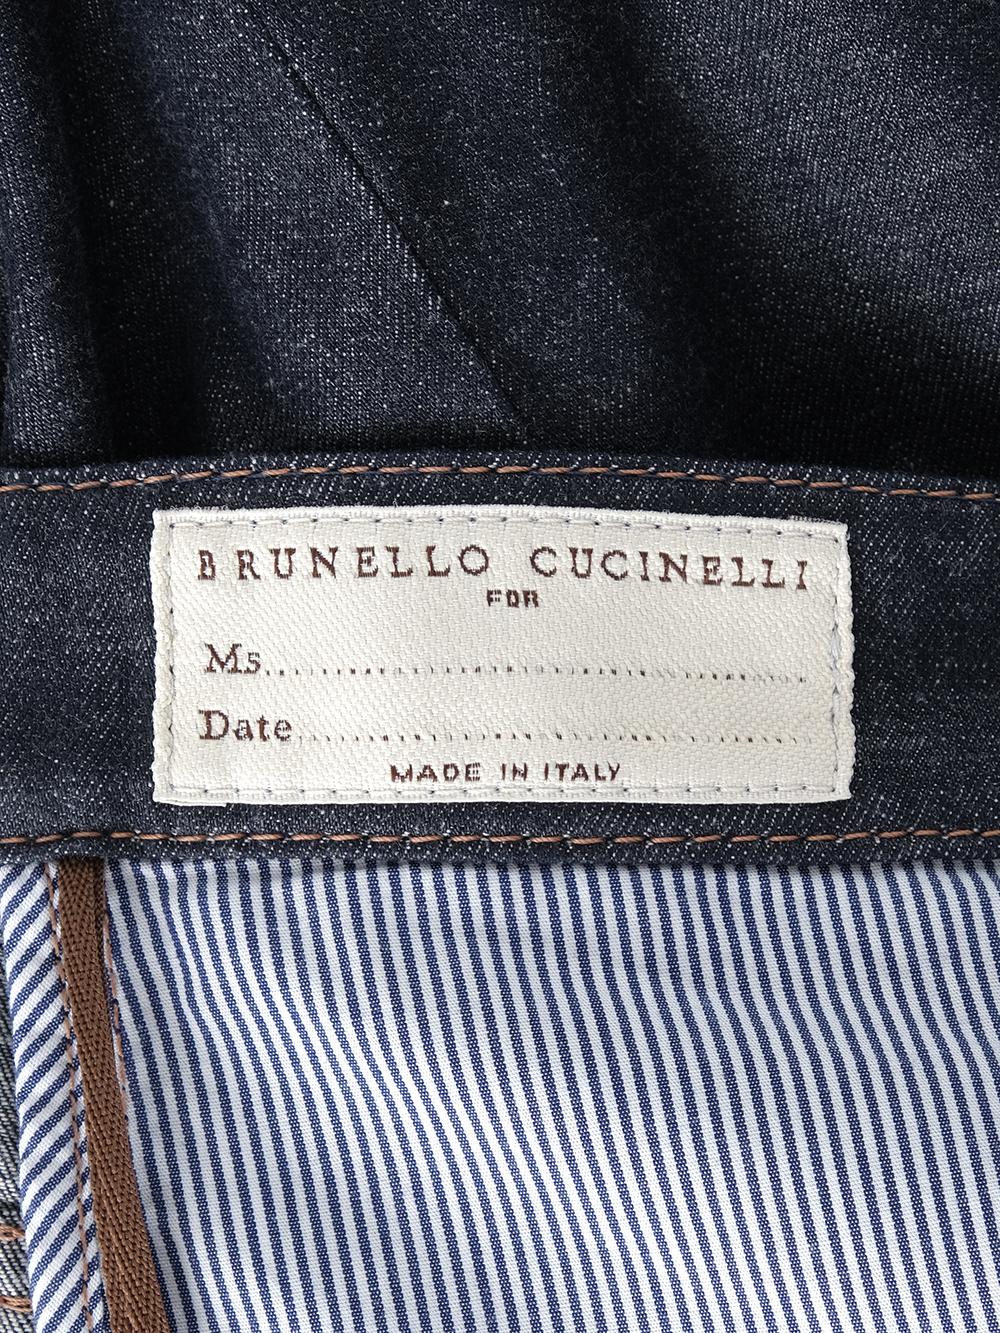 BRUNELLO CUCINELLI
FOR
Ms..............................................
Date..............................................
MADE IN ITALY